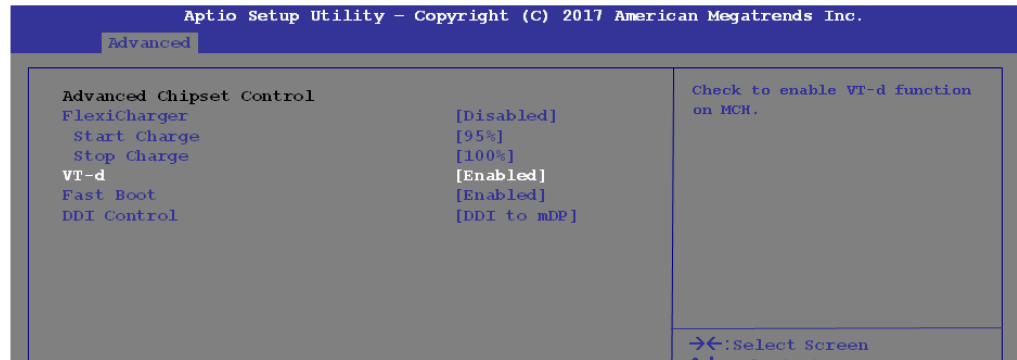 Aptio Setup Utility – Copyright (C) 2017 American Megatrends Inc.
Advanced
Advanced Chipset Control
FlexiCharger [Disabled]
Start Charge [95%]
Stop Charge [100%]
VT-d [Enabled]
Fast Boot [Enabled]
DDI Control [DDI to mDP]
Check to enable VT-d function
on MCH.
→←:Select Screen